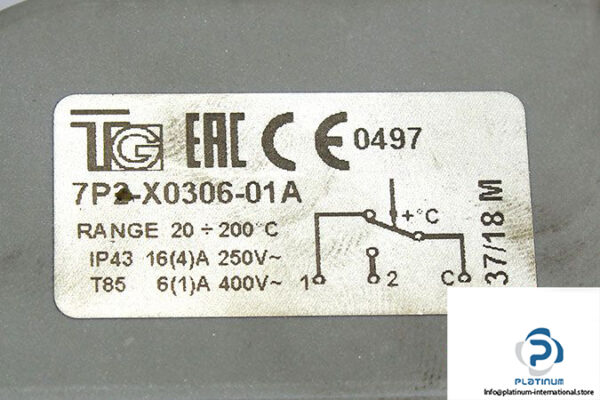 TG EAC CE 0497
7P2-X0306-01A
RANGE 20 ÷ 200°C
IP43 16(4)A 250V~
T85 6(1)A 400V~
+°C
1 2 C
37/18 M
PLATINUM
Info@platinum-international.store